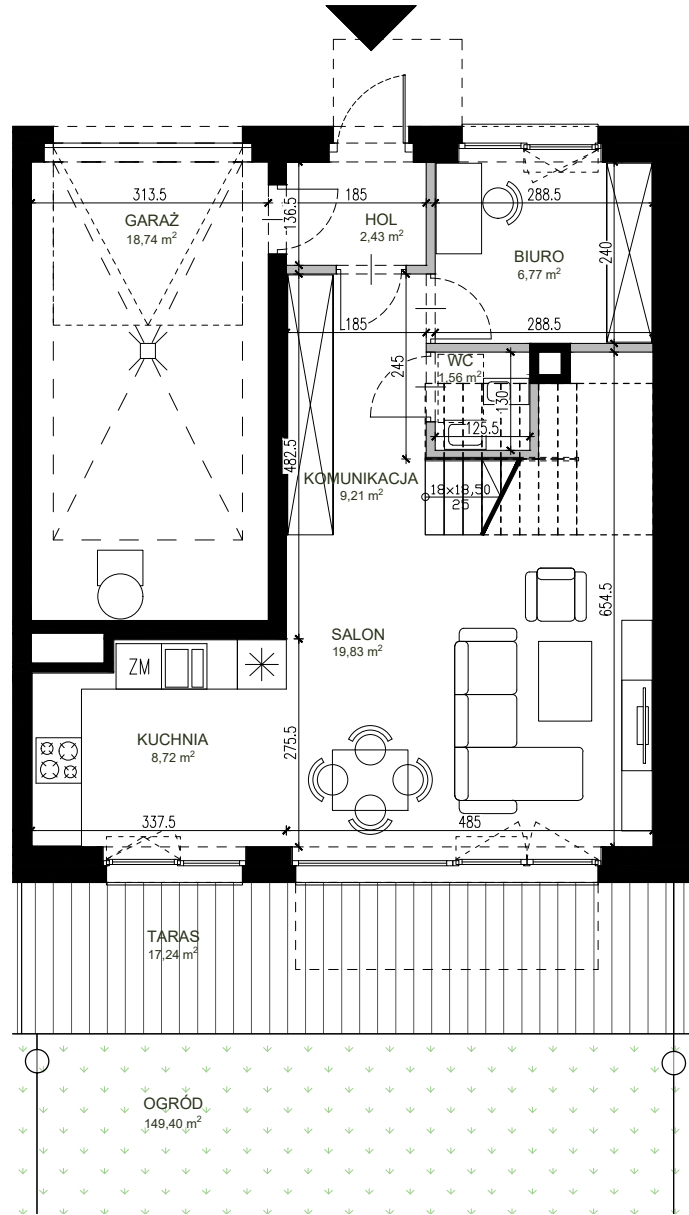 313.5
GARAŻ
18,74 m²
136.5
185
HOL
2,43 m²
288.5
BIURO
6,77 m²
240
185
288.5
245
WC
1,56 m²
130
125.5
482.5
KOMUNIKACJA
9,21 m²
18x18,50
25
654.5
SALON
19,83 m²
ZM
KUCHNIA
8,72 m²
275.5
337.5
485
TARAS
17,24 m²
OGRÓD
149,40 m²